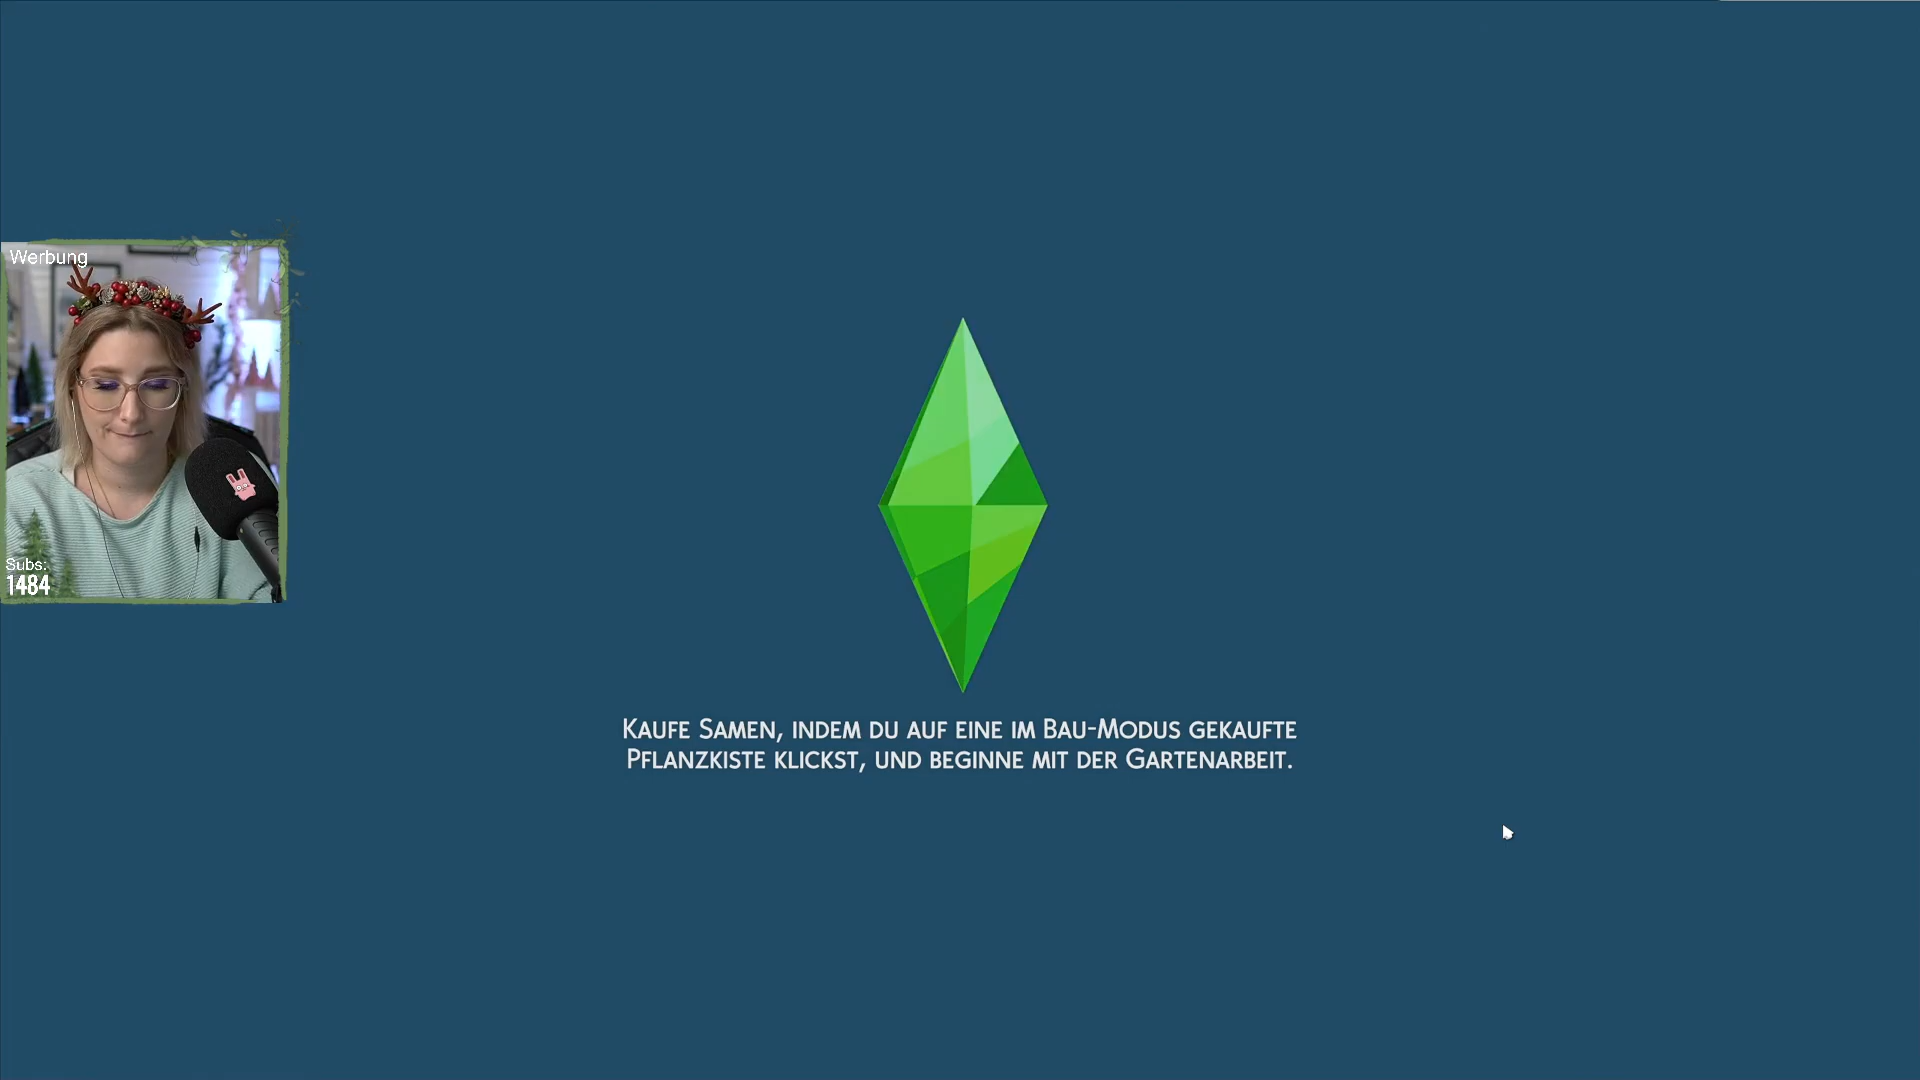 Werbung
Subs:
1484
Kaufe Samen, indem du auf eine im Bau-Modus gekaufte
Pflanzkiste klickst, und beginne mit der Gartenarbeit.